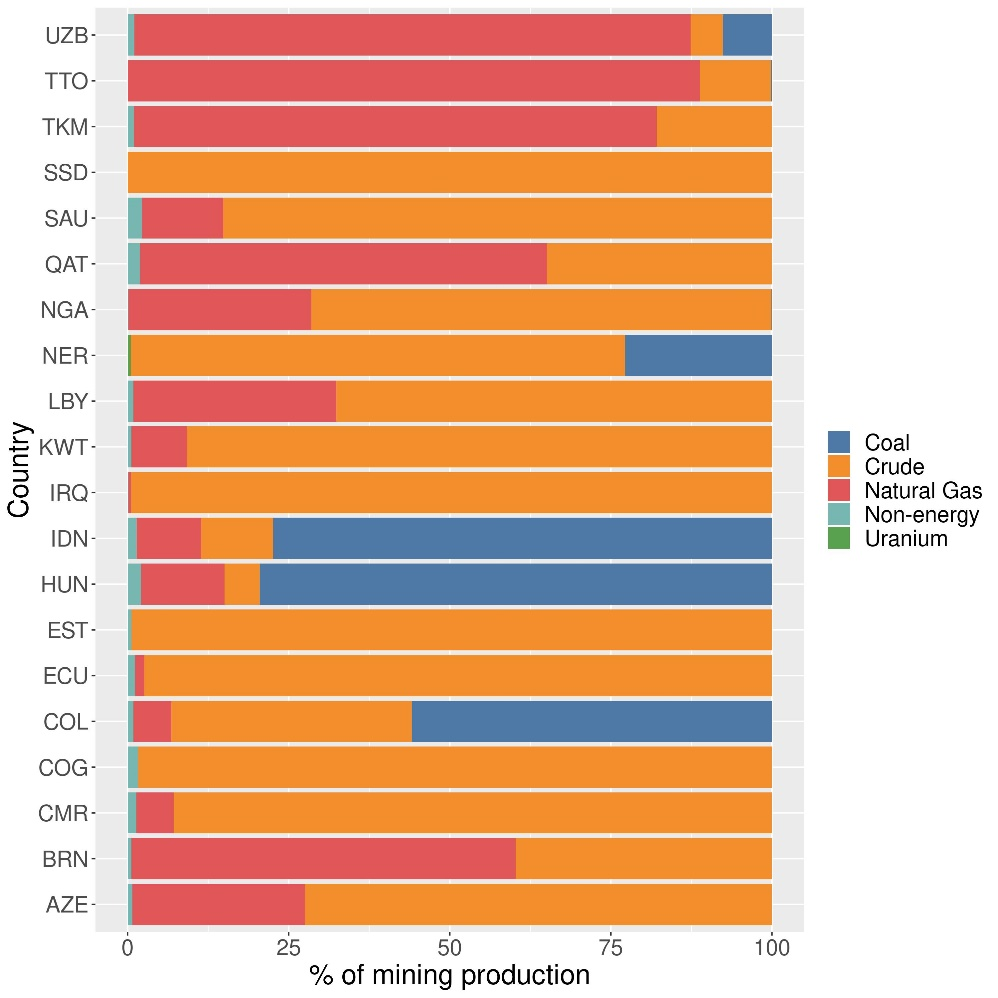 UZB
TTO
TKM
SSD
SAU
QAT
NGA
NER
LBY
KWT
IRQ
IDN
HUN
EST
ECU
COL
COG
CMR
BRN
AZE
Country
0 25 50 75 100
% of mining production
Coal
Crude
Natural Gas
Non-energy
Uranium